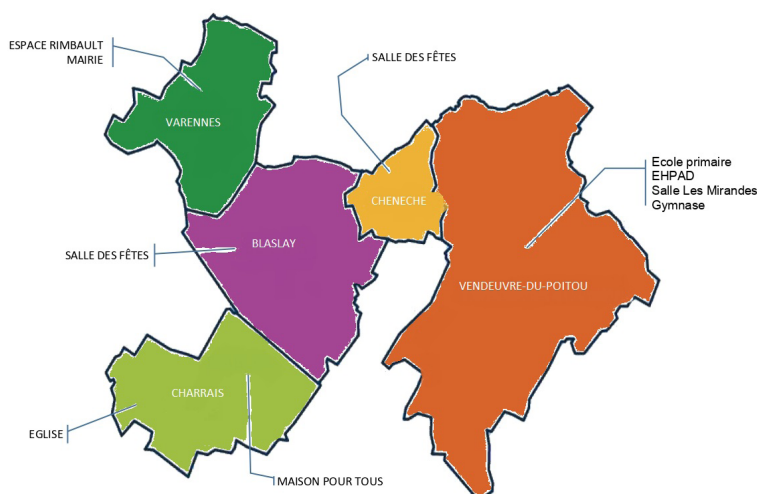 ESPACE RIMBAULT
MAIRIE
SALLE DES FÊTES
VARENNES
Ecole primaire
EHPAD
Salle Les Mirandes
Gymnase
CHENECHE
BLASLAY
SALLE DES FÊTES
VENDEUVRE-DU-POITOU
CHARRAIS
EGLISE
MAISON POUR TOUS